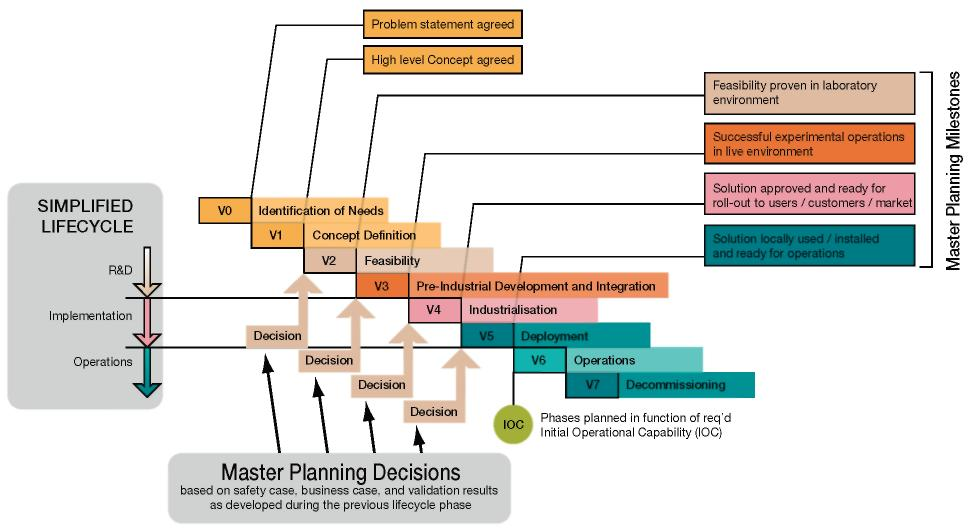 Problem statement agreed
High level Concept agreed
Feasibility proven in laboratory
environment
Successful experimental operations
in live environment
Solution approved and ready for
roll-out to users / customers / market
Solution locally used / installed
and ready for operations
Master Planning Milestones
SIMPLIFIED
LIFECYCLE
R&D
Implementation
Operations
V0 Identification of Needs
V1 Concept Definition
V2 Feasibility
V3 Pre-Industrial Development and Integration
V4 Industrialisation
V5 Deployment
V6 Operations
V7 Decommissioning
Decision
Decision
Decision
Decision
IOC
Phases planned in function of req'd
Initial Operational Capability (IOC)
Master Planning Decisions
based on safety case, business case, and validation results
as developed during the previous lifecycle phase